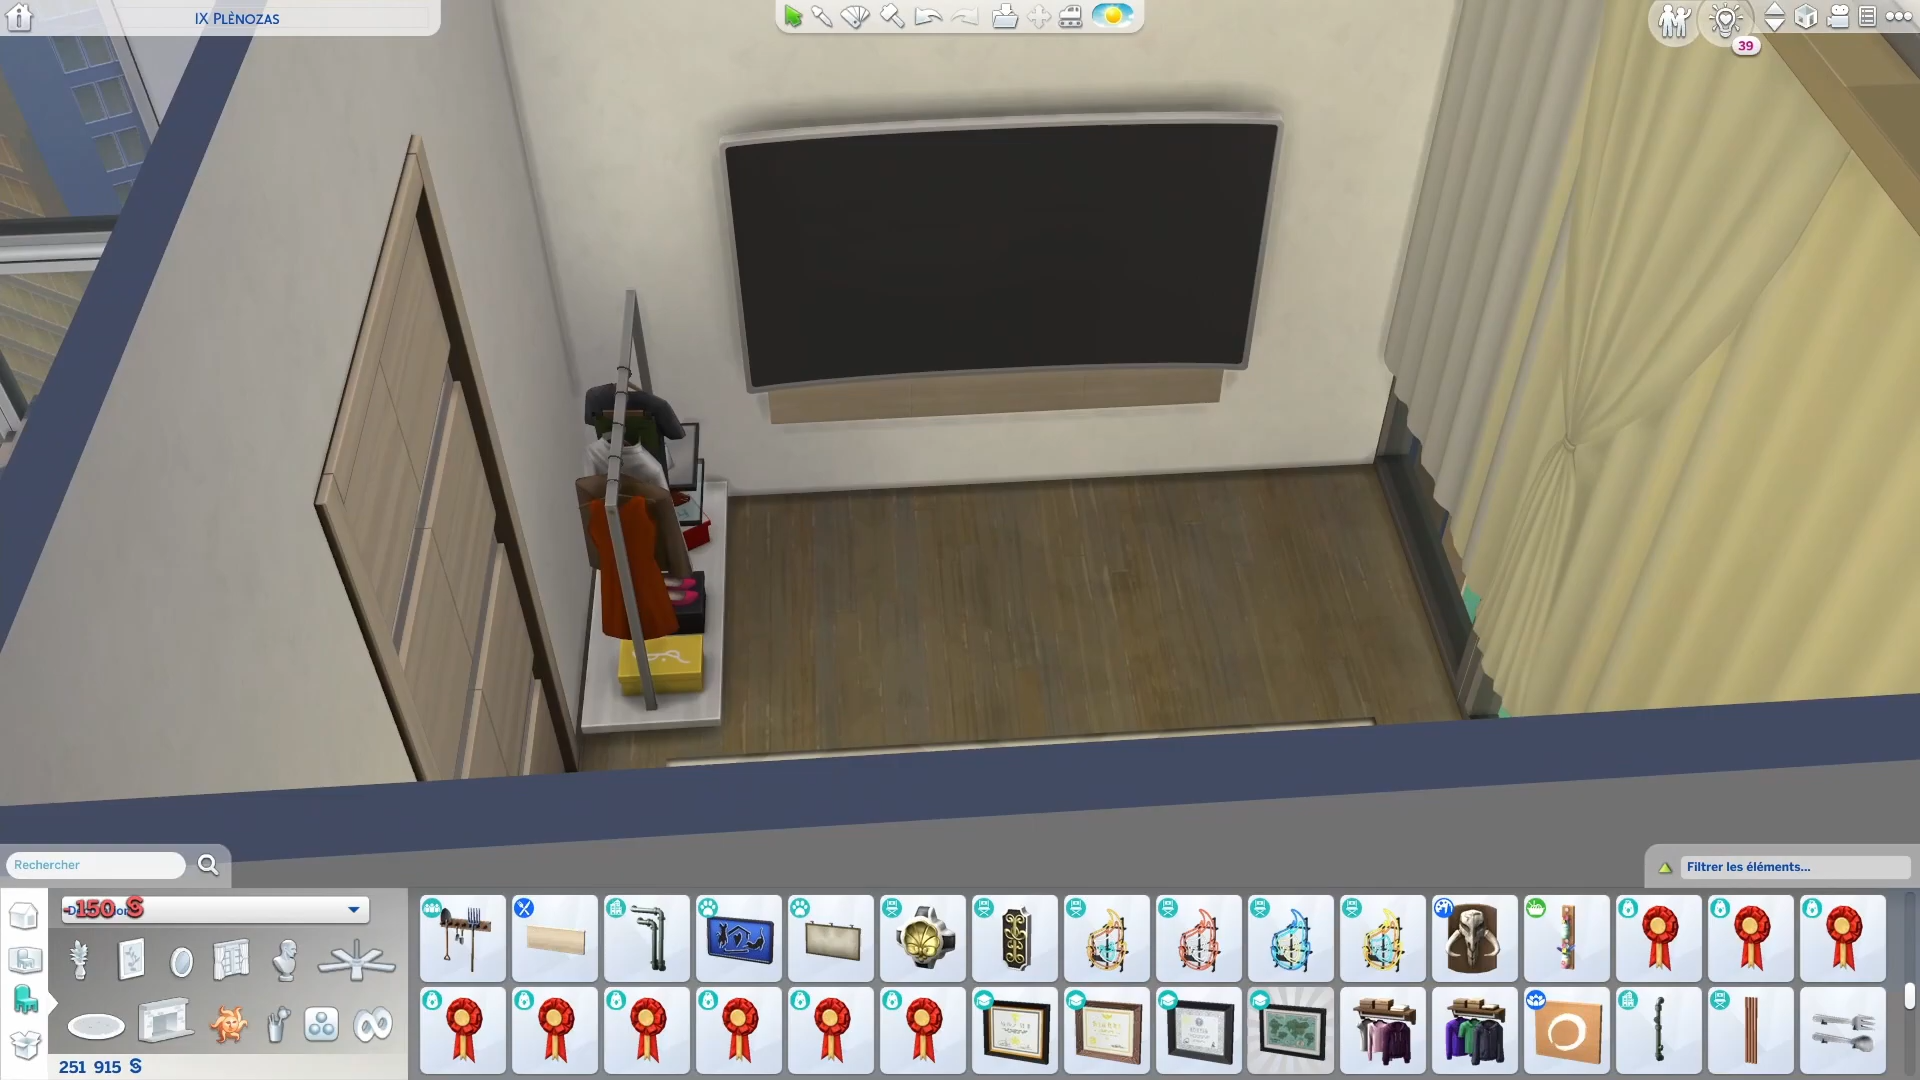 IX Plènozas
39
Rechercher
Filtrer les éléments...
-150 §
251 915 §